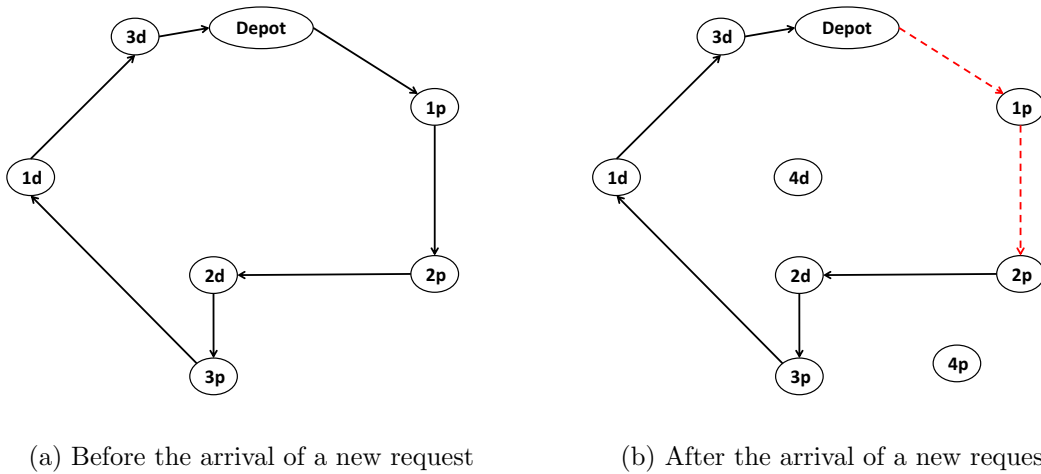 3d
Depot
1p
1d
2d
2p
3p
(a) Before the arrival of a new request
3d
Depot
1p
1d
4d
2d
2p
3p
4p
(b) After the arrival of a new reques